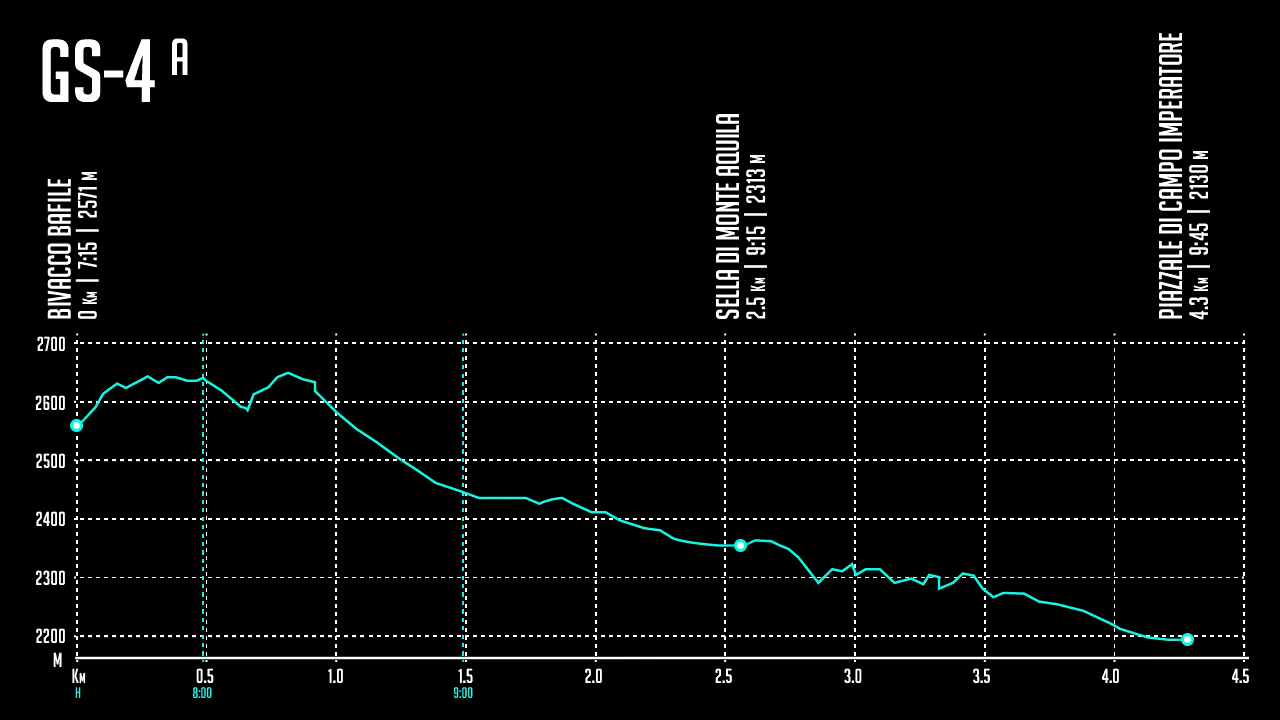 GS-4 A
BIVACCO BAFILE
0 Km | 7:15 | 2571 M
SELLA DI MONTE AQUILA
2.5 Km | 9:15 | 2313 M
PIAZZALE DI CAMPO IMPERATORE
4.3 Km | 9:45 | 2130 M
2700
2600
2500
2400
2300
2200
M
Km 0.5 1.0 1.5 2.0 2.5 3.0 3.5 4.0 4.5
H 8:00 9:00